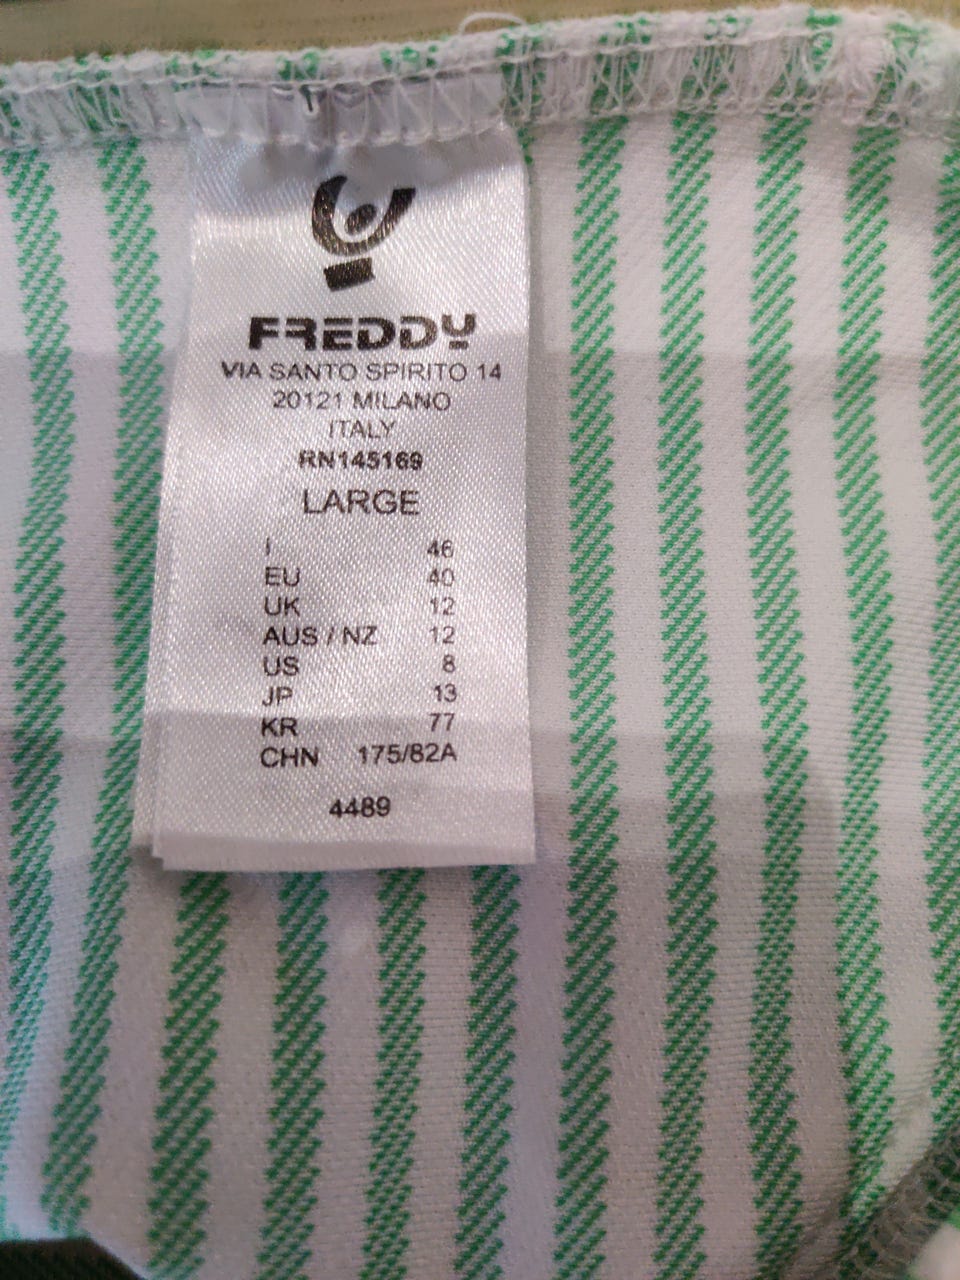 FREDDY
VIA SANTO SPIRITO 14
20121 MILANO
ITALY
RN145169
LARGE
I 46
EU 40
UK 12
AUS / NZ 12
US 8
JP 13
KR 77
CHN 175/82A
4489